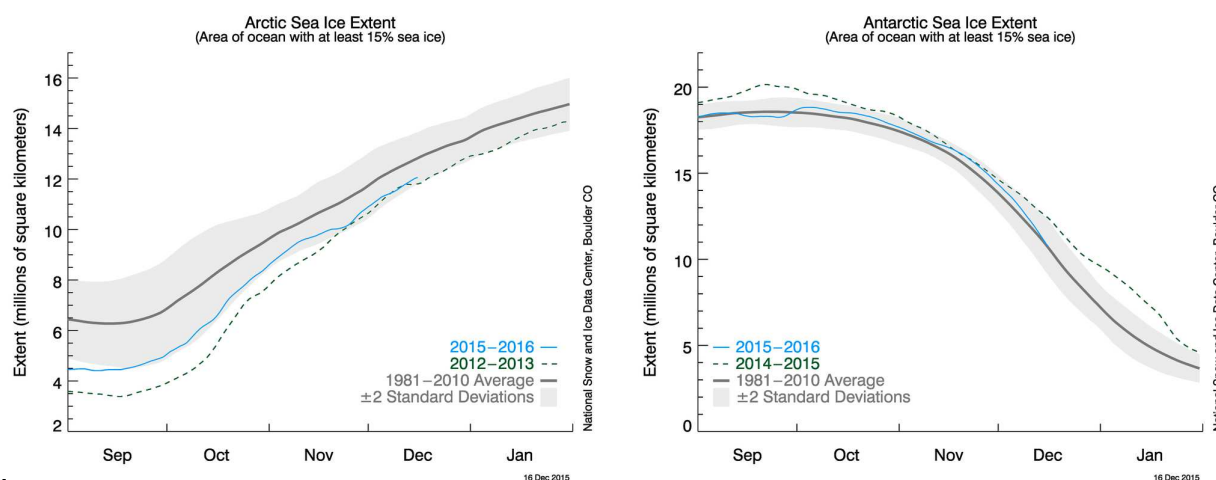 Arctic Sea Ice Extent
(Area of ocean with at least 15% sea ice)
Extent (millions of square kilometers)
16
14
12
10
8
6
4
2
Sep
Oct
Nov
Dec
Jan
2015–2016
2012–2013
1981–2010 Average
±2 Standard Deviations
National Snow and Ice Data Center, Boulder CO
16 Dec 2015
Antarctic Sea Ice Extent
(Area of ocean with at least 15% sea ice)
Extent (millions of square kilometers)
20
15
10
5
0
Sep
Oct
Nov
Dec
Jan
2015–2016
2014–2015
1981–2010 Average
±2 Standard Deviations
16 Dec 2015